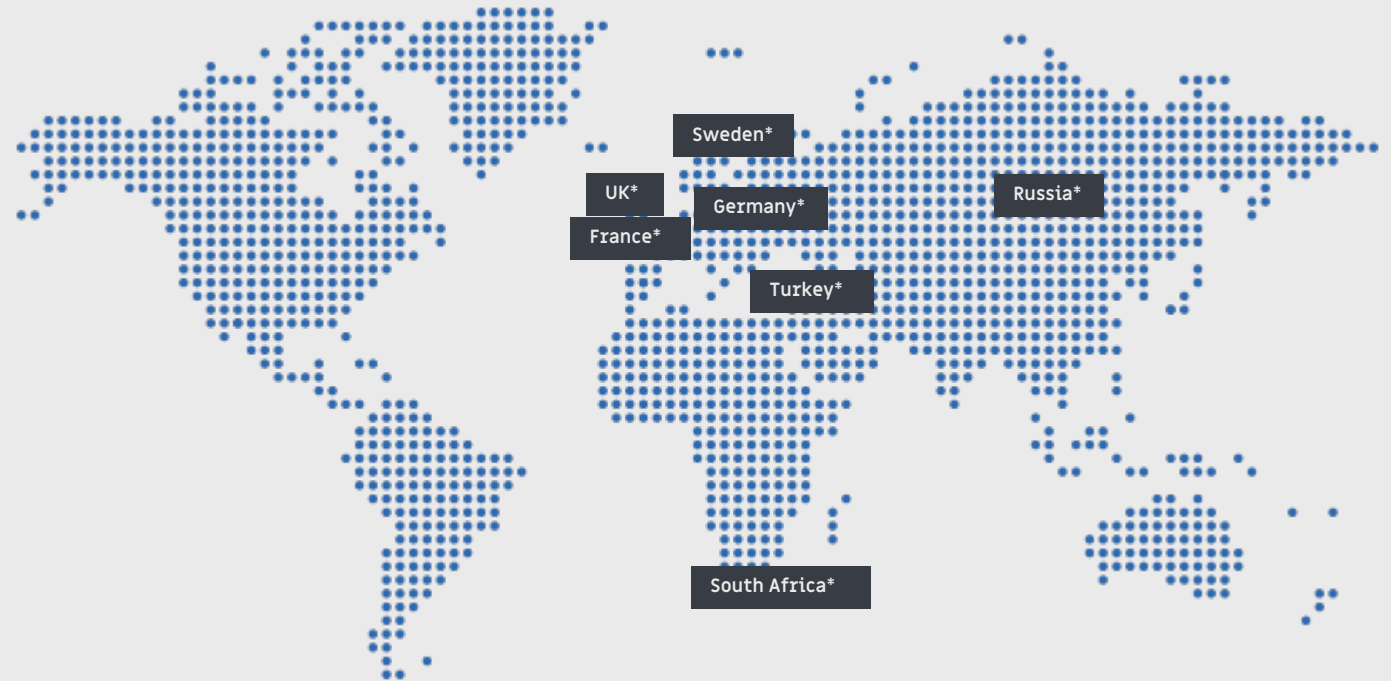 Sweden*
UK*
Germany*
Russia*
France*
Turkey*
South Africa*